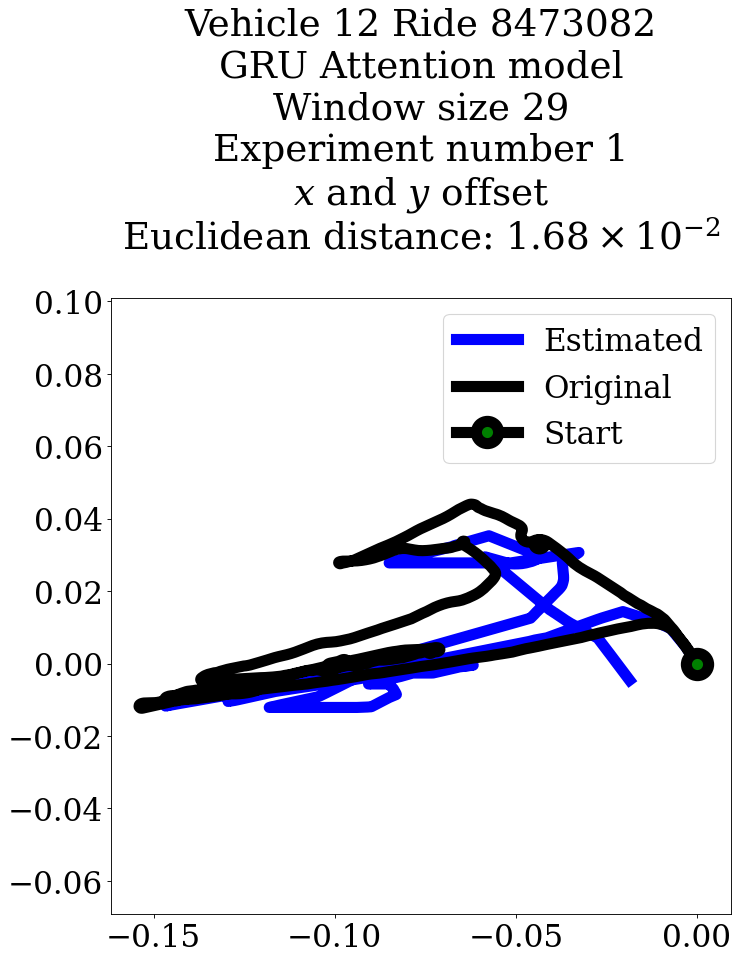 Vehicle 12 Ride 8473082
GRU Attention model
Window size 29
Experiment number 1
x and y offset
Euclidean distance: 1.68 × 10⁻²
0.10
Estimated
0.08
Original
0.06
Start
0.04
0.02
0.00
−0.02
−0.04
−0.06
−0.15 −0.10 −0.05 0.00